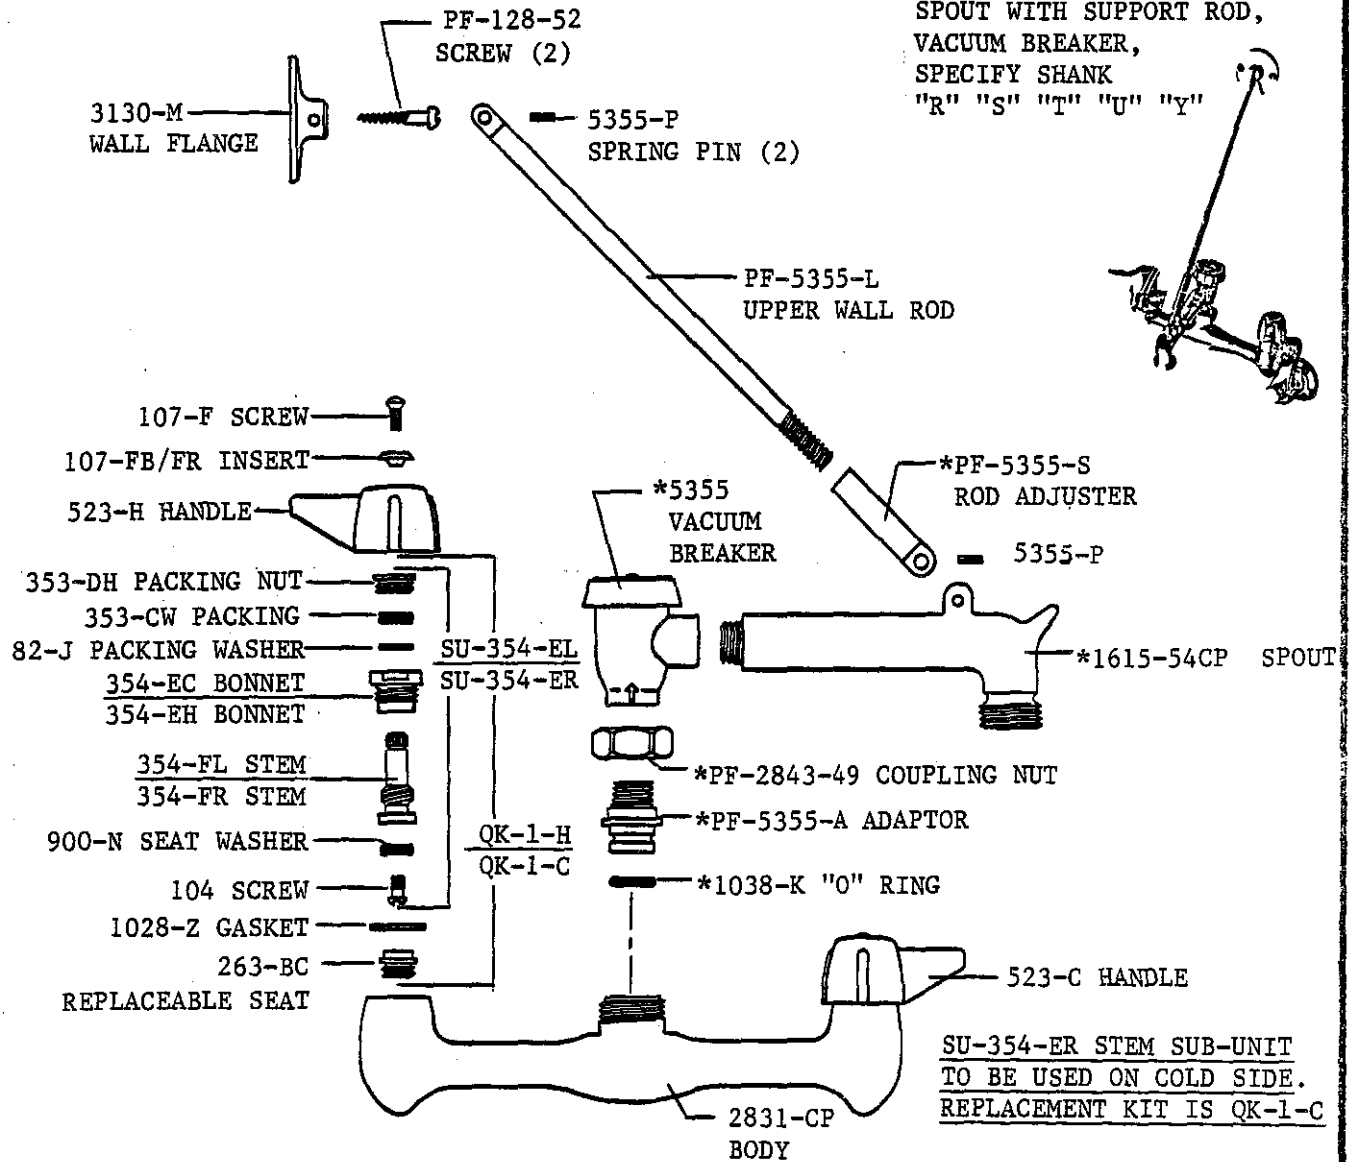 PF-128-52
SCREW (2)
SPOUT WITH SUPPORT ROD,
VACUUM BREAKER,
SPECIFY SHANK
"R" "S" "T" "U" "Y"
3130-M
WALL FLANGE
5355-P
SPRING PIN (2)
PF-5355-L
UPPER WALL ROD
107-F SCREW
107-FB/FR INSERT
523-H HANDLE
*5355
VACUUM
BREAKER
*PF-5355-S
ROD ADJUSTER
5355-P
353-DH PACKING NUT
353-CW PACKING
82-J PACKING WASHER
354-EC BONNET
354-EH BONNET
SU-354-EL
SU-354-ER
*1615-54CP SPOUT
354-FL STEM
354-FR STEM
*PF-2843-49 COUPLING NUT
*PF-5355-A ADAPTOR
900-N SEAT WASHER
QK-1-H
QK-1-C
104 SCREW
*1038-K "O" RING
1028-Z GASKET
263-BC
REPLACEABLE SEAT
523-C HANDLE
SU-354-ER STEM SUB-UNIT
TO BE USED ON COLD SIDE.
REPLACEMENT KIT IS QK-1-C
2831-CP
BODY